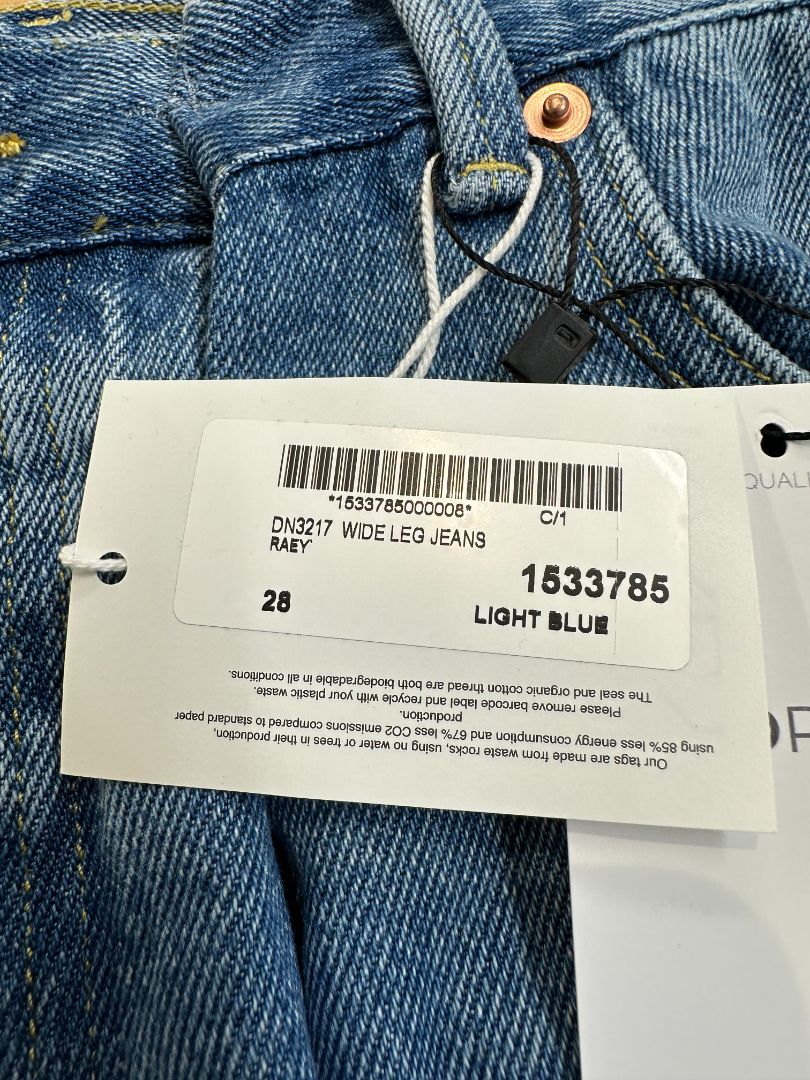 *1533785000008*
C/1
DN3217 WIDE LEG JEANS
RAEY
1533785
28
LIGHT BLUE
Our tags are made from waste rocks, using no water or trees in their production,
using 85% less energy consumption and 67% less CO2 emissions compared to standard paper
production.
Please remove barcode label and recycle with your plastic waste.
The seal and organic cotton thread are both biodegradable in all conditions.